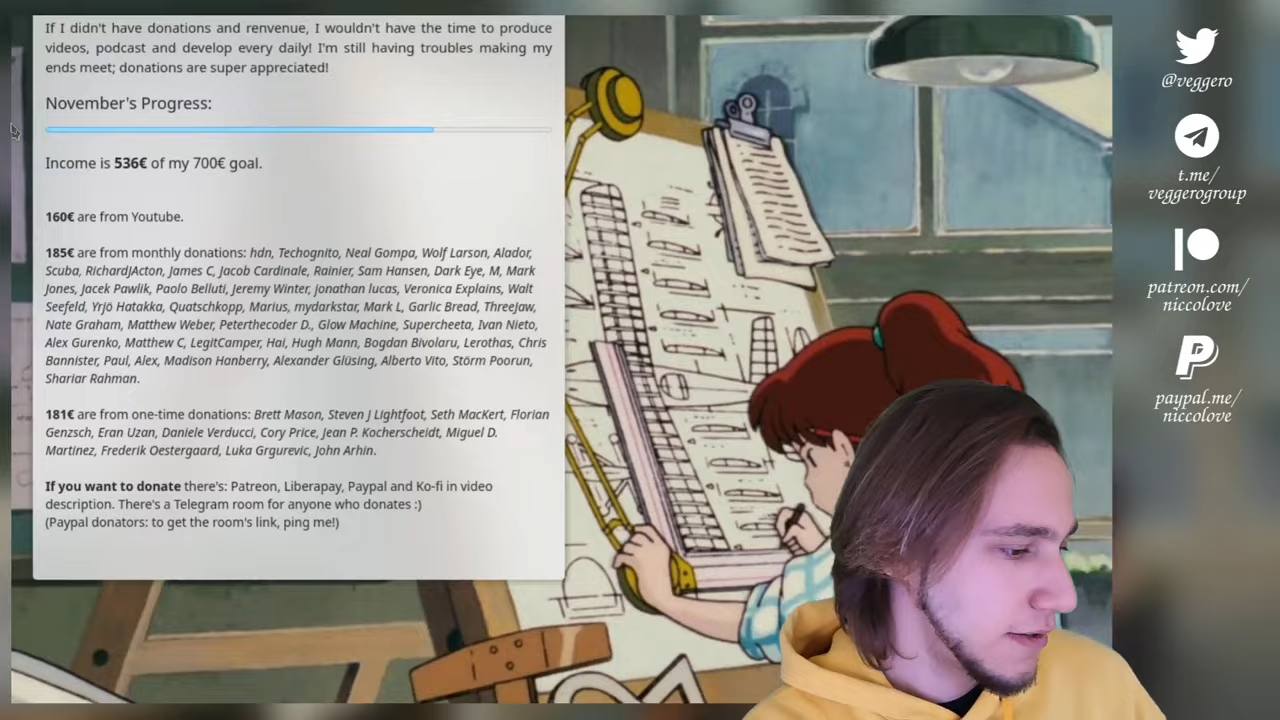 If I didn't have donations and renvenue, I wouldn't have the time to produce
videos, podcast and develop every daily! I'm still having troubles making my
ends meet; donations are super appreciated!
November's Progress:
Income is 536€ of my 700€ goal.
160€ are from Youtube.
185€ are from monthly donations: hdn, Techognito, Neal Gompa, Wolf Larson, Alador,
Scuba, RichardJActon, James C, Jacob Cardinale, Rainier, Sam Hansen, Dark Eye, M, Mark
Jones, Jacek Pawlik, Paolo Belluti, Jeremy Winter, jonathan lucas, Veronica Explains, Walt
Seefeld, Yrjö Hatakka, Quatschkopp, Marius, mydarkstar, Mark L, Garlic Bread, ThreeJaw,
Nate Graham, Matthew Weber, Peterthecoder D., Glow Machine, Supercheeta, Ivan Nieto,
Alex Gurenko, Matthew C, LegitCamper, Hai, Hugh Mann, Bogdan Bivolaru, Lerothas, Chris
Bannister, Paul, Alex, Madison Hanberry, Alexander Glüsing, Alberto Vito, Störm Poorun,
Shariar Rahman.
181€ are from one-time donations: Brett Mason, Steven J Lightfoot, Seth MacKert, Florian
Genzsch, Eran Uzan, Daniele Verducci, Cory Price, Jean P. Kocherscheidt, Miguel D.
Martinez, Frederik Oestergaard, Luka Grgurevic, John Arhin.
If you want to donate there's: Patreon, Liberapay, Paypal and Ko-fi in video
description. There's a Telegram room for anyone who donates :)
(Paypal donators: to get the room's link, ping me!)
@veggero
t.me/
veggerogroup
patreon.com/
niccolove
paypal.me/
niccolove